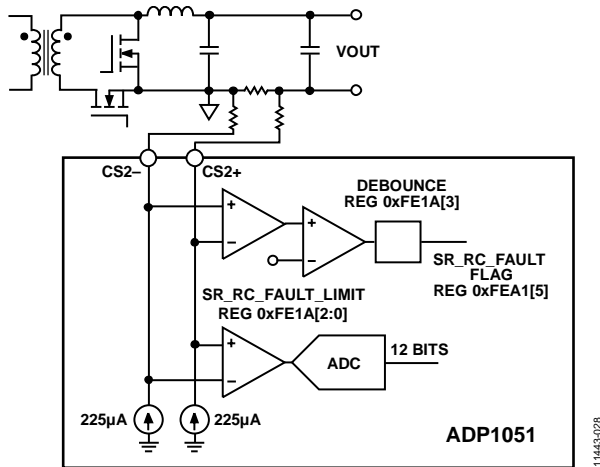 VOUT
CS2–
CS2+
DEBOUNCE
REG 0xFE1A[3]
+
–
+
–
SR_RC_FAULT
FLAG
REG 0xFEA1[5]
SR_RC_FAULT_LIMIT
REG 0xFE1A[2:0]
+
–
ADC
12 BITS
225µA
225µA
ADP1051
11443-028